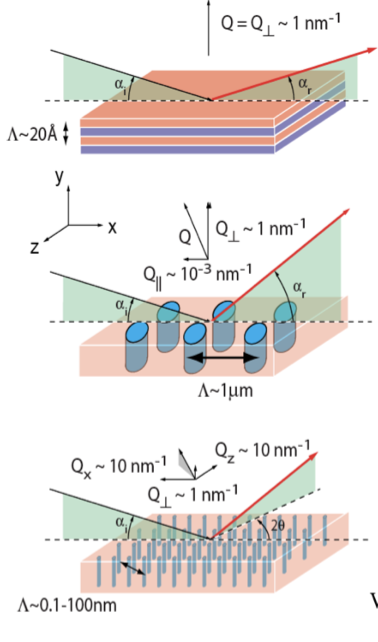 Q = Q⊥ ~ 1 nm⁻¹
αi
αr
Λ~20Å
y
x
z
Q
Q⊥ ~ 1 nm⁻¹
Q∥ ~ 10⁻³ nm⁻¹
αi
αr
Λ~1μm
Qx ~ 10 nm⁻¹
Qz ~ 10 nm⁻¹
Q⊥ ~ 1 nm⁻¹
αi
2θ
Λ~0.1-100nm